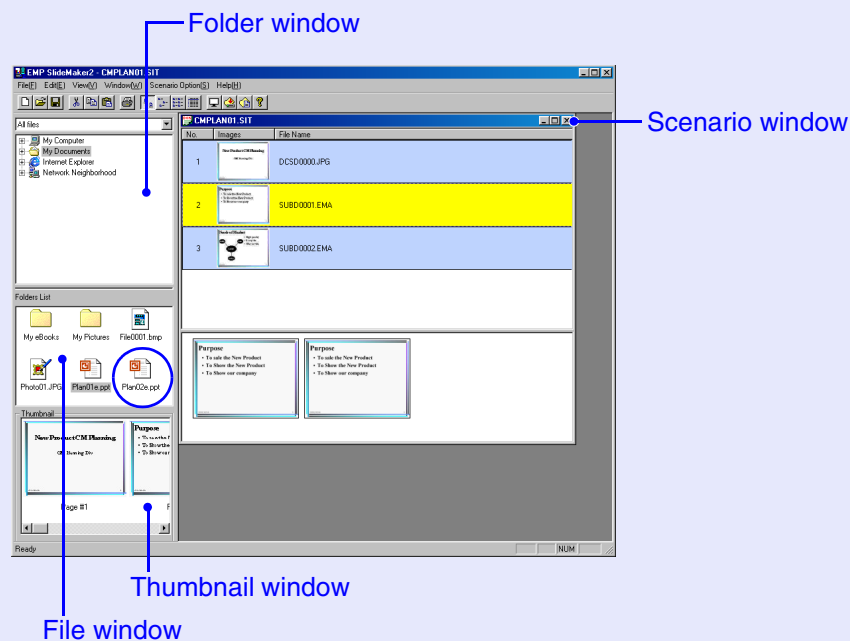 Folder window
EMP SlideMaker2 - CMPLAN01.SIT
File(F) Edit(E) View(V) Window(W) Scenario Option(S) Help(H)
Scenario window
All files
My Computer
My Documents
Internet Explorer
Network Neighborhood
CMPLAN01.SIT
No. Images File Name
1 New Product CM Planning DCSD0000.JPG
2 Purpose SUBD0001.EMA
3 SUBD0002.EMA
Folders List
My eBooks My Pictures File0001.bmp
Photo01.JPG Plan01e.ppt Plan02e.ppt
Purpose
• To sale the New Product
• To Show the New Product
• To Show our company
Purpose
• To sale the New Product
• To Show the New Product
• To Show our company
Thumbnail
New Product CM Planning
Purpose
Page #1
Ready NUM
Thumbnail window
File window